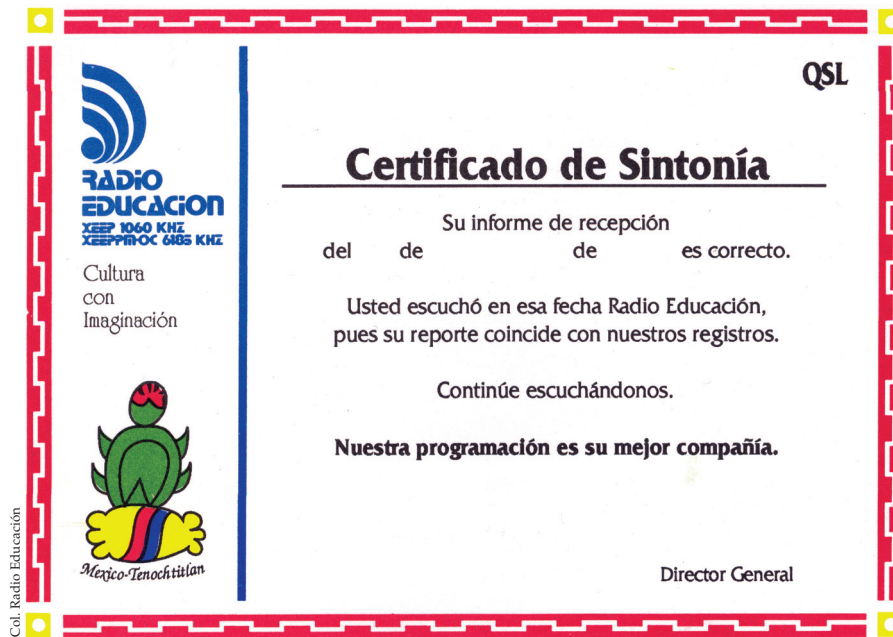 QSL
RADIO
EDUCACION
XEEP 1060 KHZ
XEEPPM-OC 6185 KHZ
Cultura
con
Imaginación
Mexico-Tenochtitlan
Certificado de Sintonía
Su informe de recepción
del de de es correcto.
Usted escuchó en esa fecha Radio Educación,
pues su reporte coincide con nuestros registros.
Continúe escuchándonos.
Nuestra programación es su mejor compañía.
Director General
Col. Radio Educación